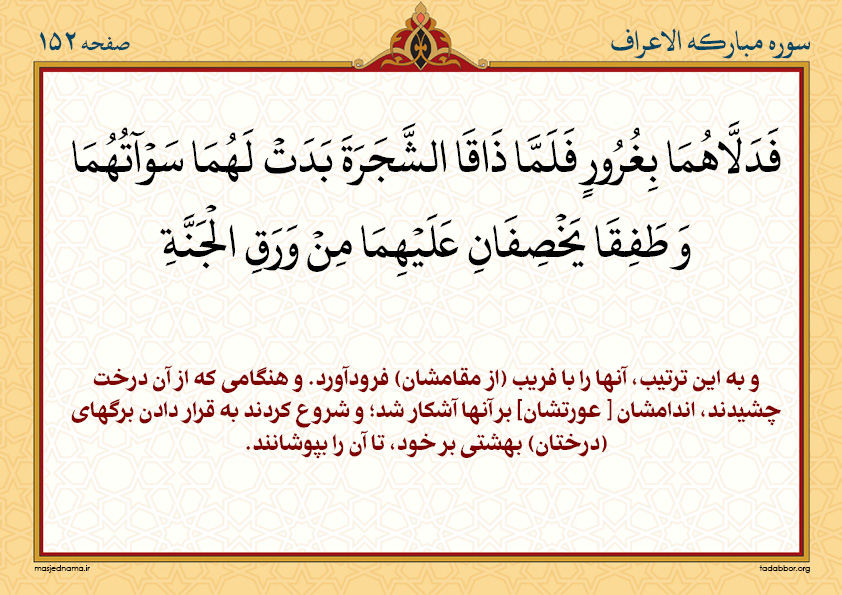 سوره مبارکه الاعراف
صفحه ۱۵۲
فَدَلَّاهُمَا بِغُرُورٍ فَلَمَّا ذَاقَا الشَّجَرَةَ بَدَتْ لَهُمَا سَوْآتُهُمَا
وَ طَفِقَا يَخْصِفَانِ عَلَيْهِمَا مِنْ وَرَقِ الْجَنَّةِ
و به این ترتیب، آنها را با فریب (از مقامشان) فرودآورد. و هنگامی که از آن درخت
چشیدند، اندامشان [ عورتشان] بر آنها آشکار شد؛ و شروع کردند به قرار دادن برگهای
(درختان) بهشتی بر خود، تا آن را بپوشانند.
masjednama.ir
tadabbor.org